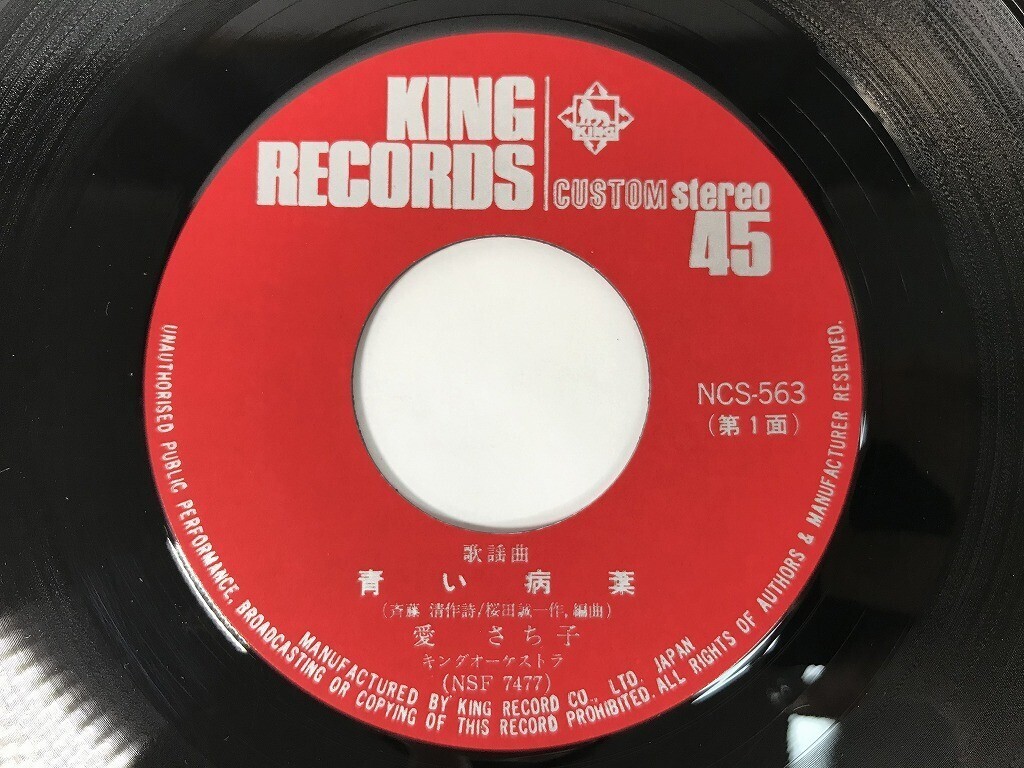 KING
RECORDS
KING
CUSTOM stereo
45
NCS-563
(第1面)
歌謡曲
青い病葉
(斉藤 清作詩/桜田誠一作,編曲)
愛 さち子
キングオーケストラ
(NSF 7477)
MANUFACTURED BY KING RECORD CO., LTD. JAPAN
UNAUTHORISED PUBLIC PERFORMANCE, BROADCASTING OR COPYING OF THIS RECORD PROHIBITED. ALL RIGHTS OF AUTHORS & MANUFACTURER RESERVED.